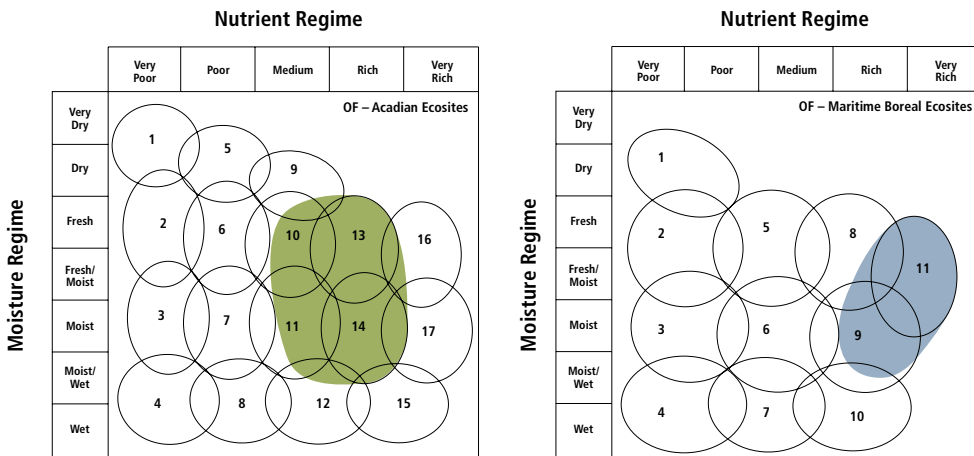 Nutrient Regime
Very Poor
Poor
Medium
Rich
Very Rich
OF – Acadian Ecosites
Moisture Regime
Very Dry
Dry
Fresh
Fresh/ Moist
Moist
Moist/ Wet
Wet
1
5
9
2
6
10
13
16
3
7
11
14
17
4
8
12
15
Nutrient Regime
Very Poor
Poor
Medium
Rich
Very Rich
OF – Maritime Boreal Ecosites
Moisture Regime
Very Dry
Dry
Fresh
Fresh/ Moist
Moist
Moist/ Wet
Wet
1
2
5
8
11
3
6
9
4
7
10